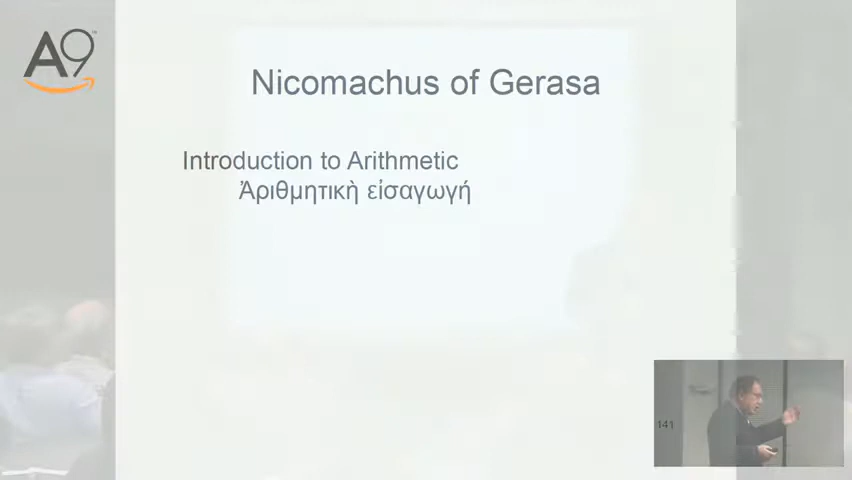 A9
Nicomachus of Gerasa
Introduction to Arithmetic
Ἀριθμητικὴ εἰσαγωγή
141